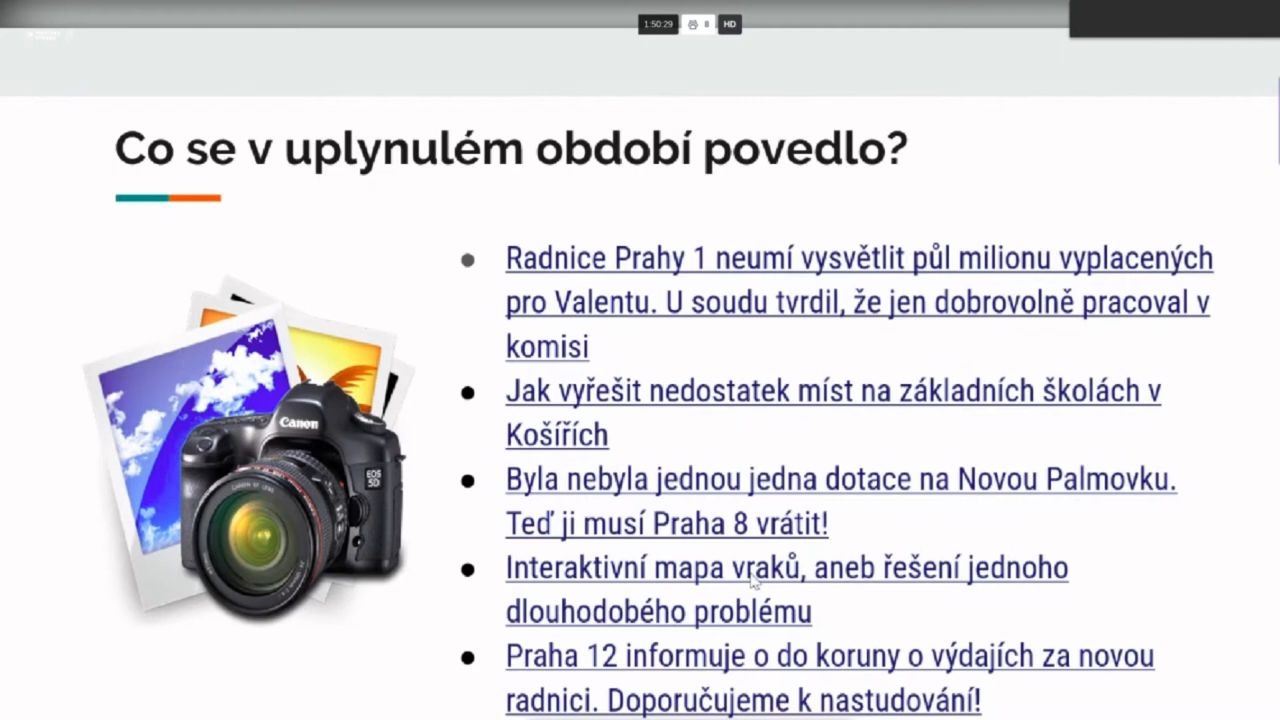 1:50:29 8 HD
Co se v uplynulém období povedlo?
Radnice Prahy 1 neumí vysvětlit půl milionu vyplacených
pro Valentu. U soudu tvrdil, že jen dobrovolně pracoval v
komisi
Jak vyřešit nedostatek míst na základních školách v
Košířích
Byla nebyla jednou jedna dotace na Novou Palmovku.
Teď ji musí Praha 8 vrátit!
Interaktivní mapa vraků, aneb řešení jednoho
dlouhodobého problému
Praha 12 informuje o do koruny o výdajích za novou
radnici. Doporučujeme k nastudování!
Canon
EOS
5D
CANON